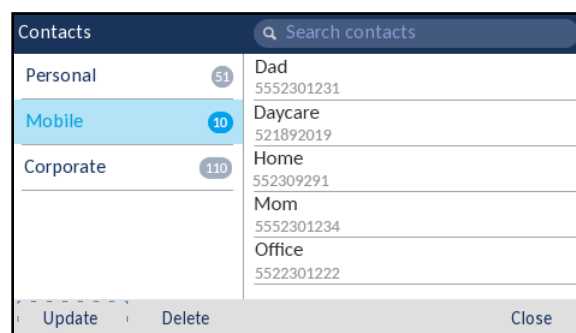 Contacts
Search contacts
Personal 51
Mobile 10
Corporate 110
Dad
5552301231
Daycare
521892019
Home
552309291
Mom
5552301234
Office
5522301222
Update Delete Close